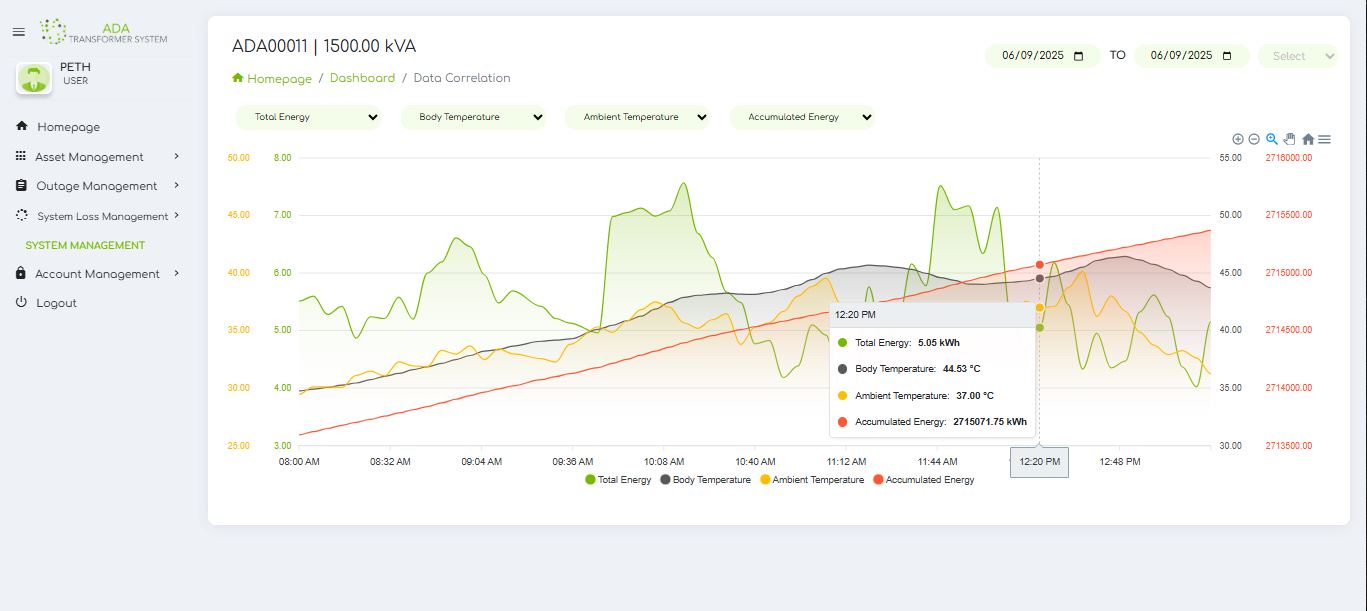 ADA
TRANSFORMER SYSTEM
PETH
USER
Homepage
Asset Management
Outage Management
System Loss Management
SYSTEM MANAGEMENT
Account Management
Logout
ADA00011 | 1500.00 kVA
06/09/2025 TO 06/09/2025 Select
Homepage / Dashboard / Data Correlation
Total Energy Body Temperature Ambient Temperature Accumulated Energy
50.00 8.00 55.00 2716000.00
45.00 7.00 50.00 2715500.00
40.00 6.00 45.00 2715000.00
35.00 5.00 40.00 2714500.00
30.00 4.00 35.00 2714000.00
25.00 3.00 30.00 2713500.00
12:20 PM
Total Energy: 5.05 kWh
Body Temperature: 44.53 °C
Ambient Temperature: 37.00 °C
Accumulated Energy: 2715071.75 kWh
08:00 AM 08:32 AM 09:04 AM 09:36 AM 10:08 AM 10:40 AM 11:12 AM 11:44 AM 12:20 PM 12:48 PM
Total Energy Body Temperature Ambient Temperature Accumulated Energy